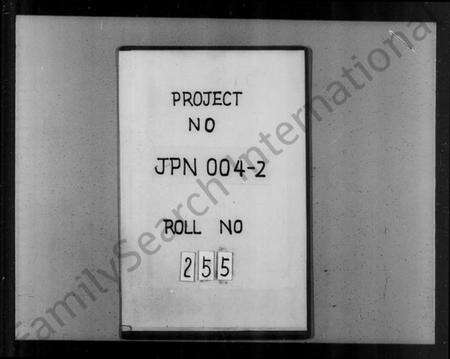 PROJECT
NO
JPN 004-2
ROLL NO
255
FamilySearch International